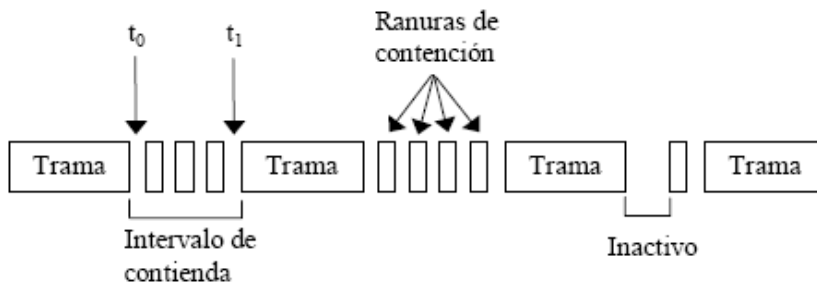 t0
t1
Ranuras de
contención
Trama
Trama
Trama
Trama
Intervalo de
contienda
Inactivo